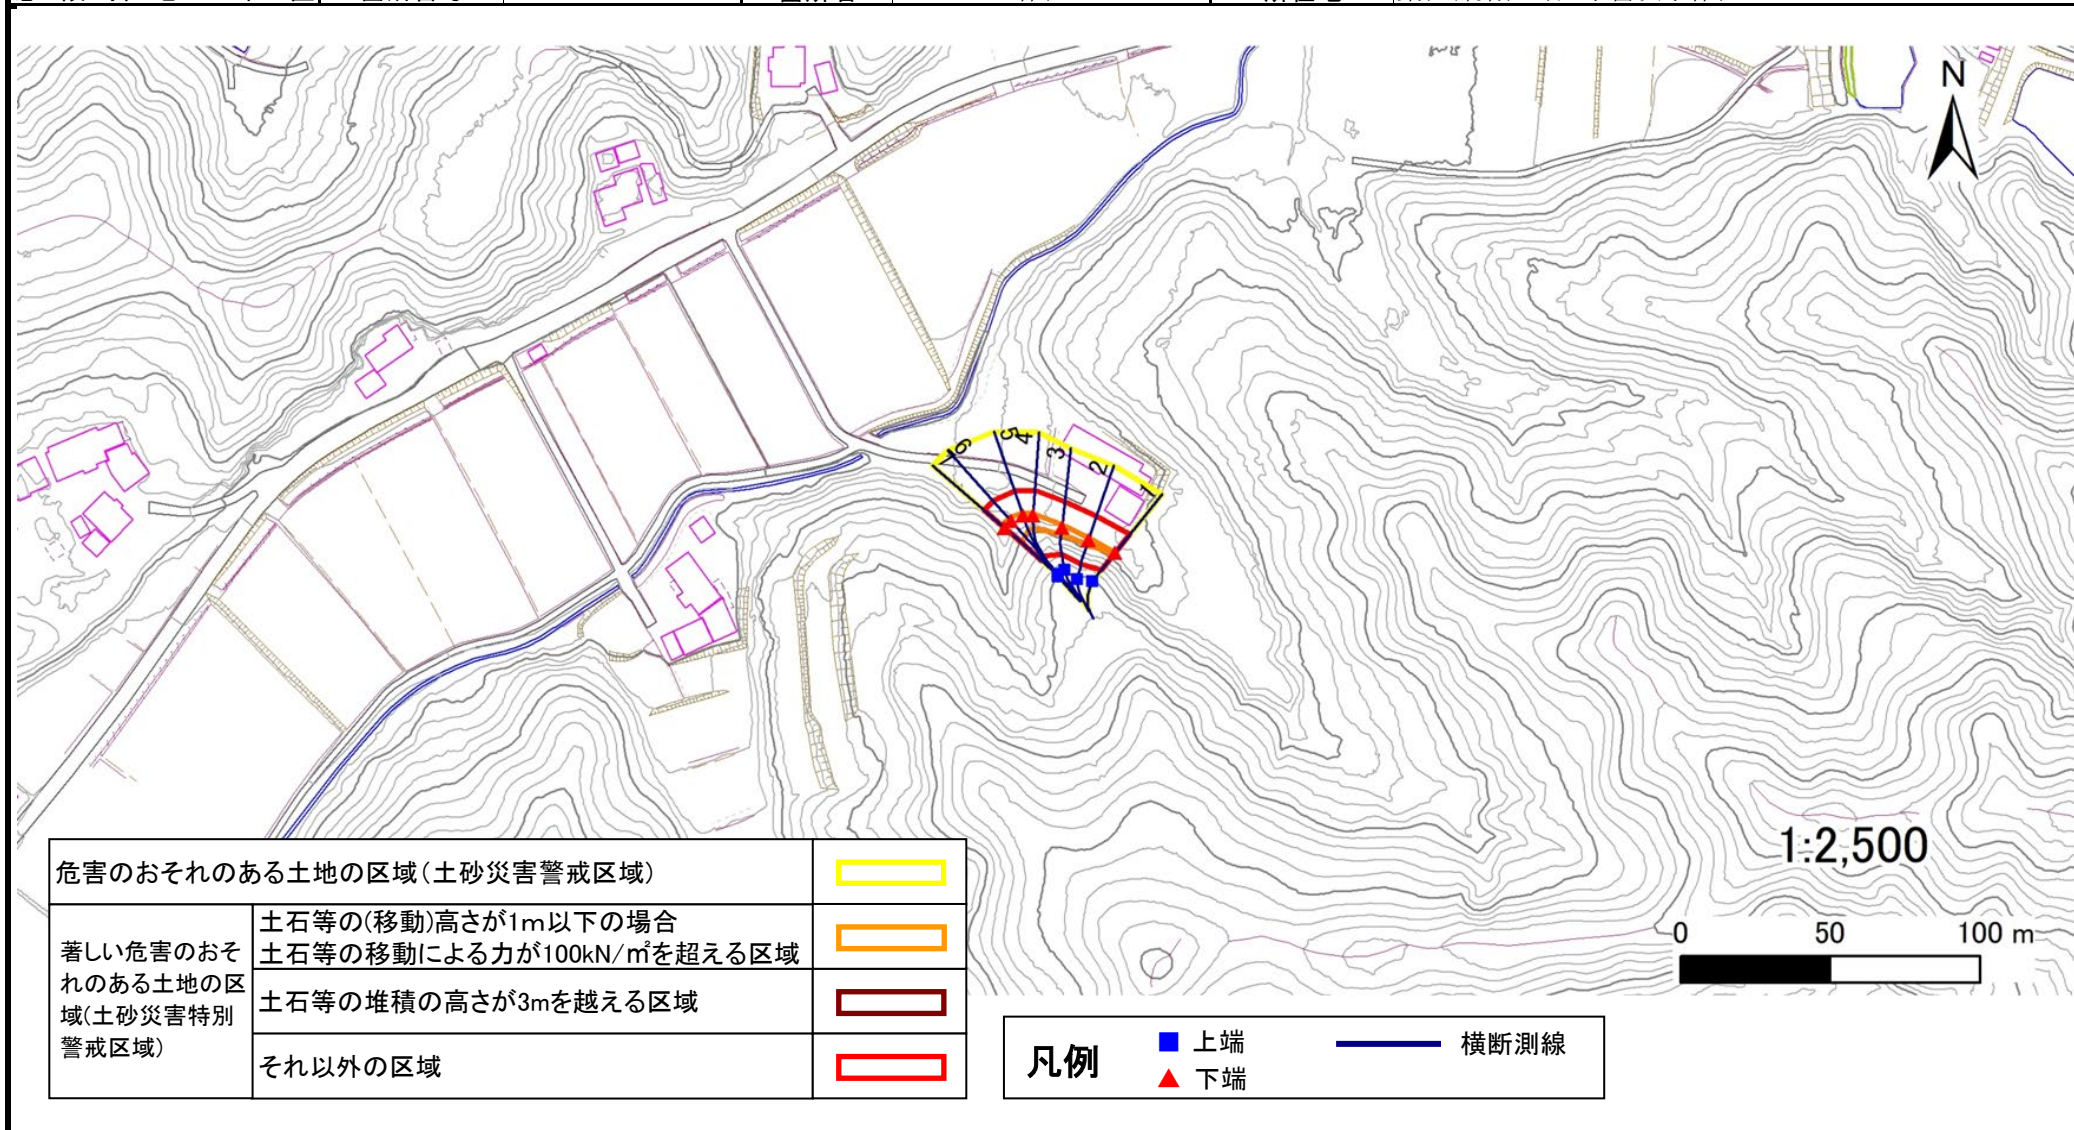 N
7
6
5
4
3
2
1
1:2,500
0 50 100 m
危害のおそれのある土地の区域(土砂災害警戒区域)
著しい危害のおそ
れのある土地の区
域(土砂災害特別
警戒区域)
土石等の(移動)高さが1m以下の場合
土石等の移動による力が100kN/㎡を超える区域
土石等の堆積の高さが3mを越える区域
それ以外の区域
凡例
上端
下端
横断測線